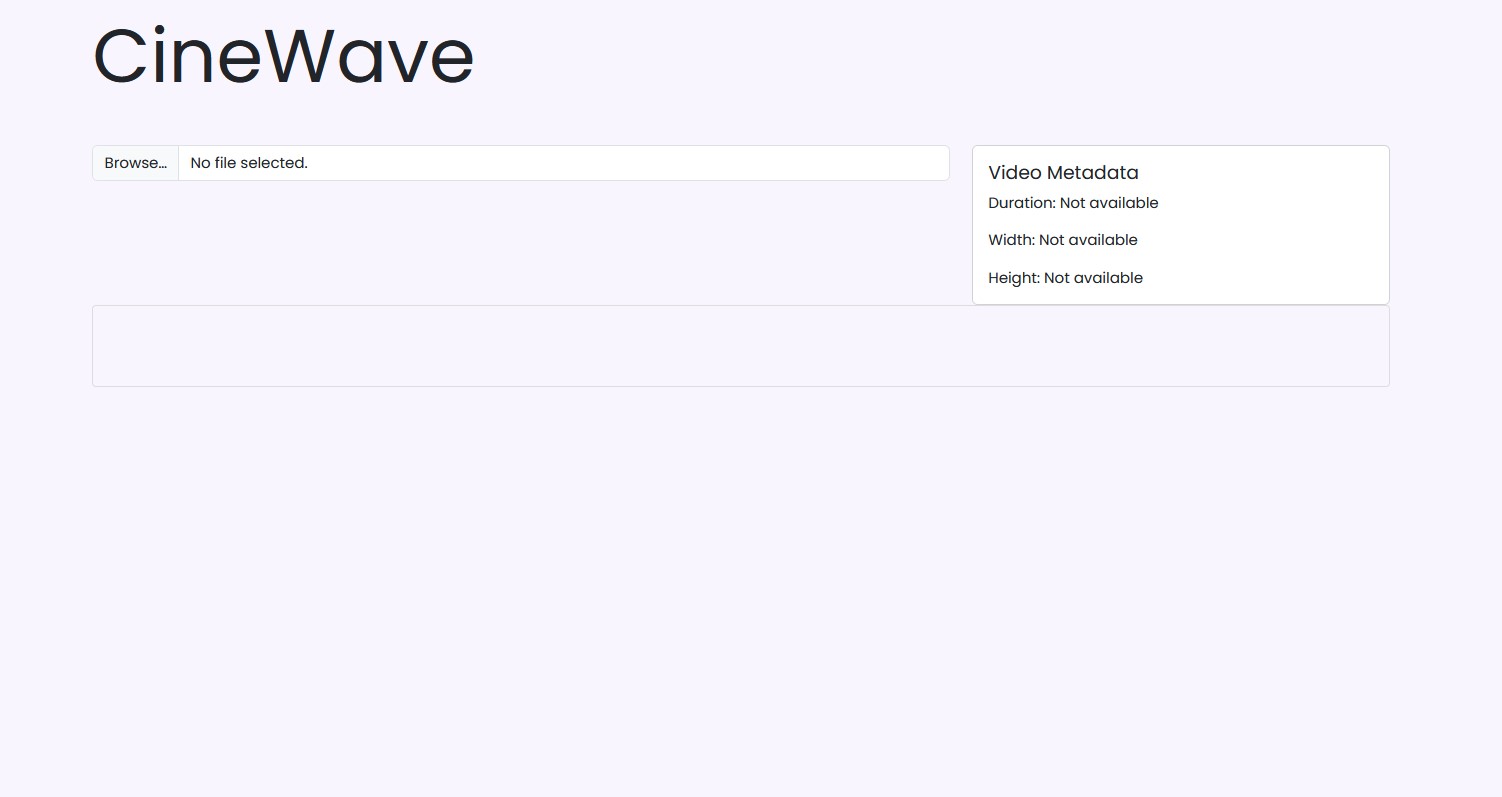 CineWave
Browse... No file selected.
Video Metadata
Duration: Not available
Width: Not available
Height: Not available